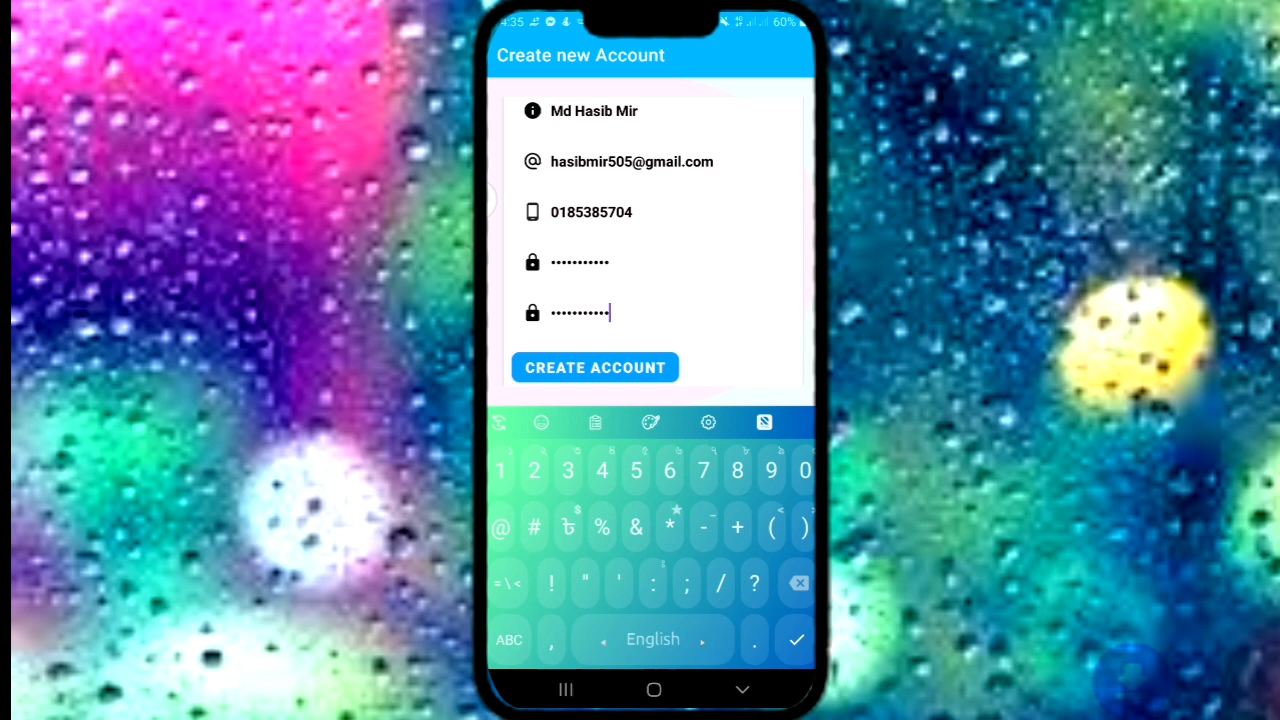 4:35 60%
Create new Account
Md Hasib Mir
hasibmir505@gmail.com
0185385704
•••••••••••
•••••••••••
CREATE ACCOUNT
1 2 3 4 5 6 7 8 9 0
@ # ৳ $ % & * ★ - _ + ( < )
=\< ! " ' : ; / ?
ABC , English .